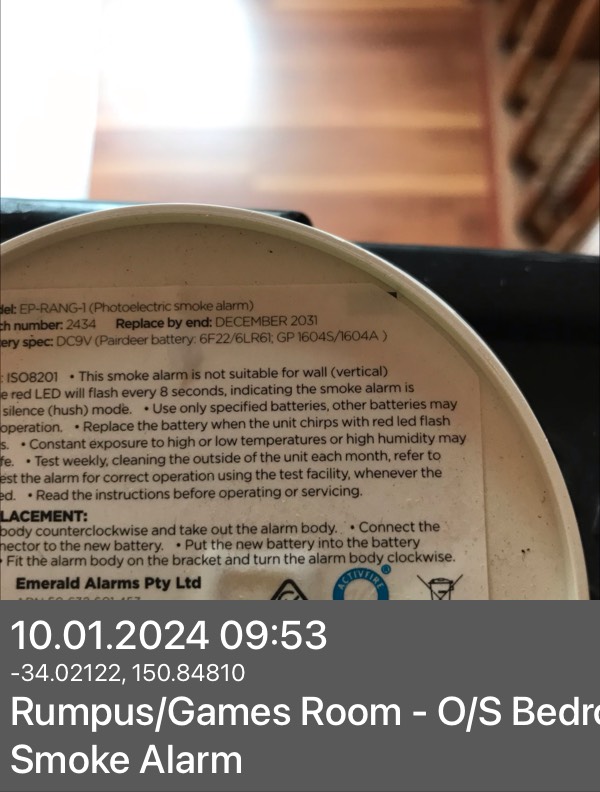 del: EP-RANG-1 (Photoelectric smoke alarm)
ch number: 2434 Replace by end: DECEMBER 2031
ery spec: DC9V (Pairdeer battery: 6F22/6LR61; GP 1604S/1604A )
: ISO8201 • This smoke alarm is not suitable for wall (vertical)
e red LED will flash every 8 seconds, indicating the smoke alarm is
silence (hush) mode. • Use only specified batteries, other batteries may
operation. • Replace the battery when the unit chirps with red led flash
s. • Constant exposure to high or low temperatures or high humidity may
fe. • Test weekly, cleaning the outside of the unit each month, refer to
est the alarm for correct operation using the test facility, whenever the
ed. • Read the instructions before operating or servicing.
LACEMENT:
body counterclockwise and take out the alarm body. • Connect the
nector to the new battery. • Put the new battery into the battery
• Fit the alarm body on the bracket and turn the alarm body clockwise.
Emerald Alarms Pty Ltd
ACTIVFIRE ®
10.01.2024 09:53
-34.02122, 150.84810
Rumpus/Games Room - O/S Bedro
Smoke Alarm